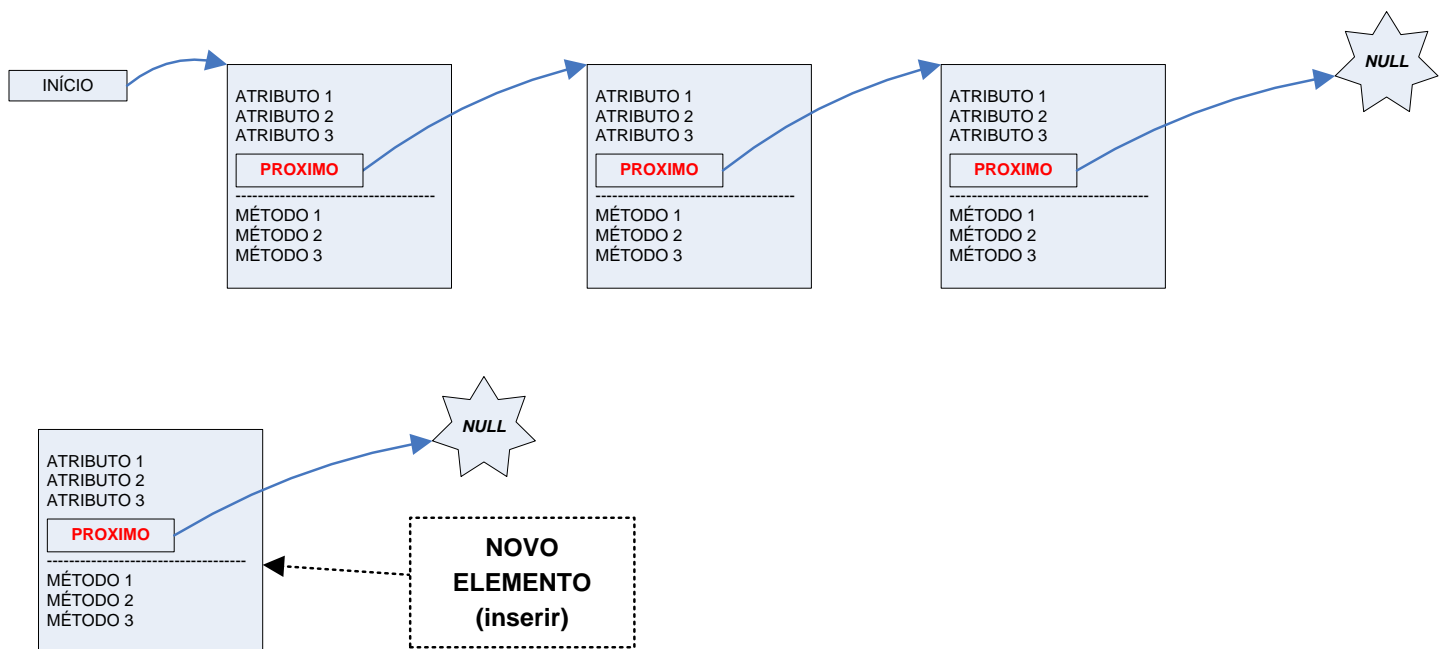 INÍCIO
ATRIBUTO 1
ATRIBUTO 2
ATRIBUTO 3
PROXIMO
MÉTODO 1
MÉTODO 2
MÉTODO 3
ATRIBUTO 1
ATRIBUTO 2
ATRIBUTO 3
PROXIMO
MÉTODO 1
MÉTODO 2
MÉTODO 3
ATRIBUTO 1
ATRIBUTO 2
ATRIBUTO 3
PROXIMO
MÉTODO 1
MÉTODO 2
MÉTODO 3
NULL
ATRIBUTO 1
ATRIBUTO 2
ATRIBUTO 3
PROXIMO
MÉTODO 1
MÉTODO 2
MÉTODO 3
NULL
NOVO
ELEMENTO
(inserir)